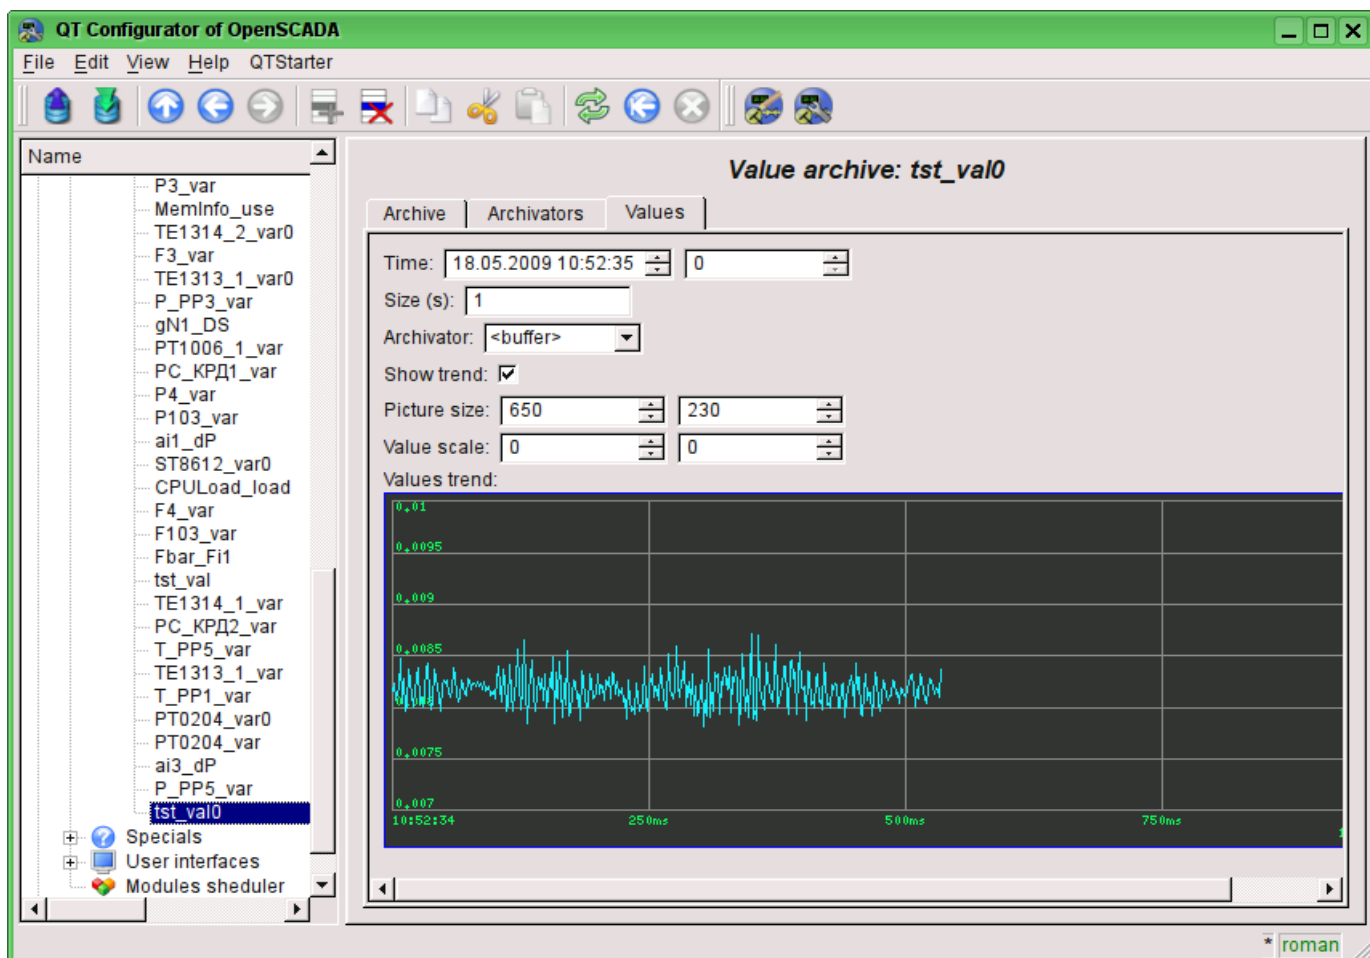 QT Configurator of OpenSCADA
File Edit View Help QTStarter
Name
P3_var
MemInfo_use
TE1314_2_var0
F3_var
TE1313_1_var0
P_PP3_var
gN1_DS
PT1006_1_var
PC_КРД1_var
P4_var
P103_var
ai1_dP
ST8612_var0
CPULoad_load
F4_var
F103_var
Fbar_Fi1
tst_val
TE1314_1_var
PC_КРД2_var
T_PP5_var
TE1313_1_var
T_PP1_var
PT0204_var0
PT0204_var
ai3_dP
P_PP5_var
tst_val0
Specials
User interfaces
Modules sheduler
Value archive: tst_val0
Archive Archivators Values
Time: 18.05.2009 10:52:35 0
Size (s): 1
Archivator: <buffer>
Show trend:
Picture size: 650 230
Value scale: 0 0
Values trend:
0.01
0.0095
0.009
0.0085
0.008
0.0075
0.007
10:52:34 250ms 500ms 750ms
* roman